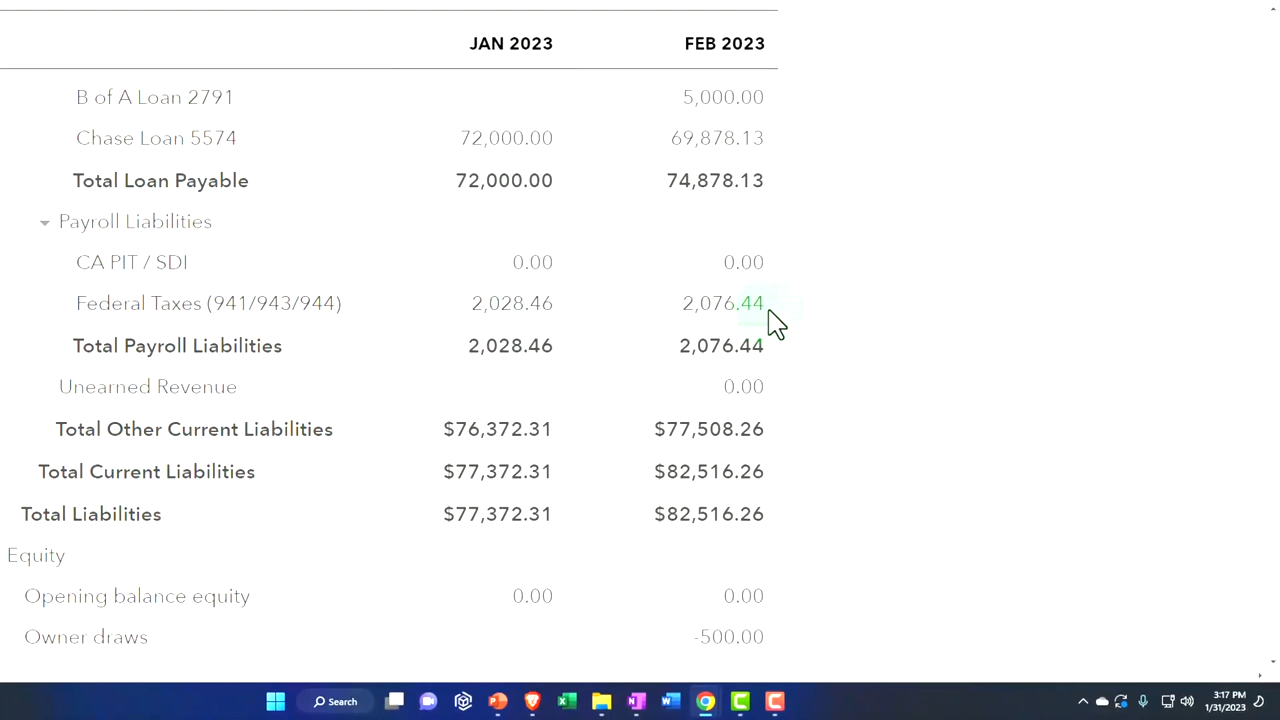 JAN 2023 FEB 2023
B of A Loan 2791 5,000.00
Chase Loan 5574 72,000.00 69,878.13
Total Loan Payable 72,000.00 74,878.13
Payroll Liabilities
CA PIT / SDI 0.00 0.00
Federal Taxes (941/943/944) 2,028.46 2,076.44
Total Payroll Liabilities 2,028.46 2,076.44
Unearned Revenue 0.00
Total Other Current Liabilities $76,372.31 $77,508.26
Total Current Liabilities $77,372.31 $82,516.26
Total Liabilities $77,372.31 $82,516.26
Equity
Opening balance equity 0.00 0.00
Owner draws -500.00
Search
3:17 PM
1/31/2023